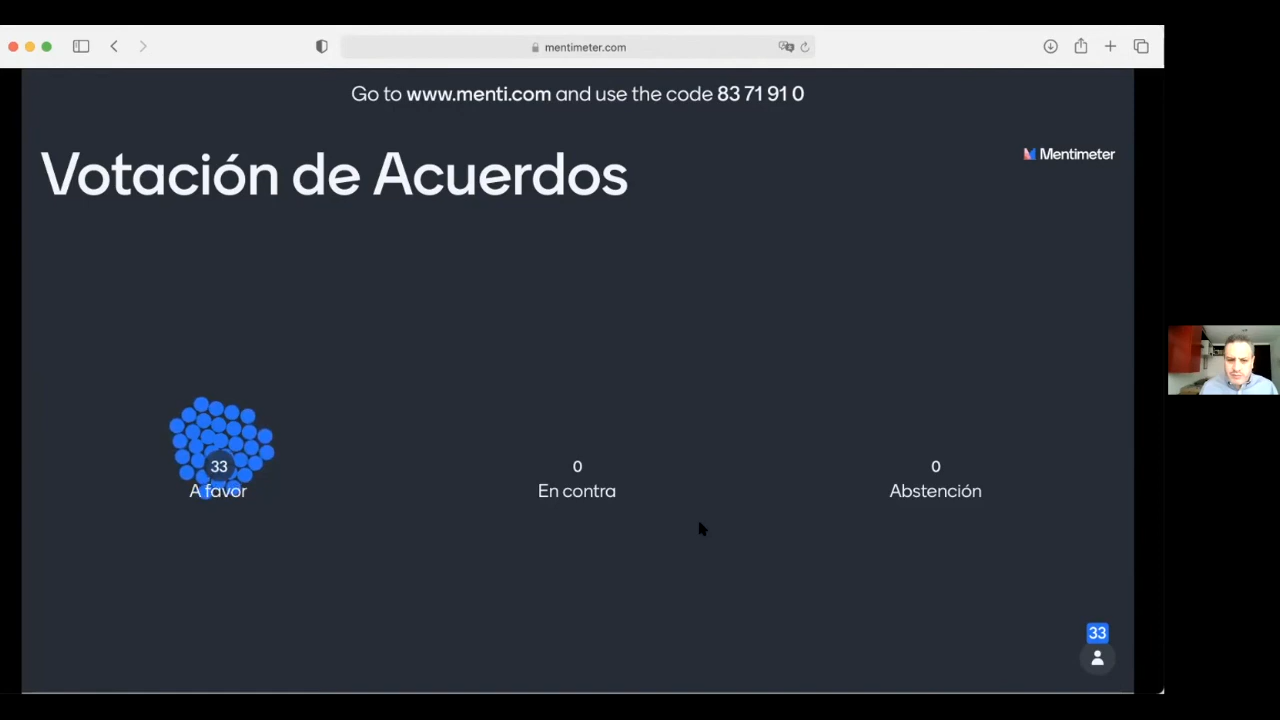 mentimeter.com
Go to www.menti.com and use the code 83 71 91 0
Votación de Acuerdos
Mentimeter
33
A favor
0
En contra
0
Abstención
33